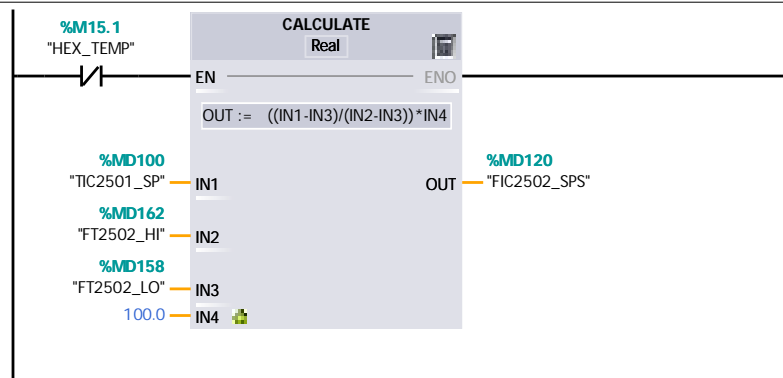 %M15.1
"HEX_TEMP"
CALCULATE
Real
EN
ENO
OUT := ((IN1-IN3)/(IN2-IN3))*IN4
%MD100
"TIC2501_SP"
IN1
%MD120
OUT
"FIC2502_SPS"
%MD162
"FT2502_HI"
IN2
%MD158
"FT2502_LO"
IN3
100.0
IN4